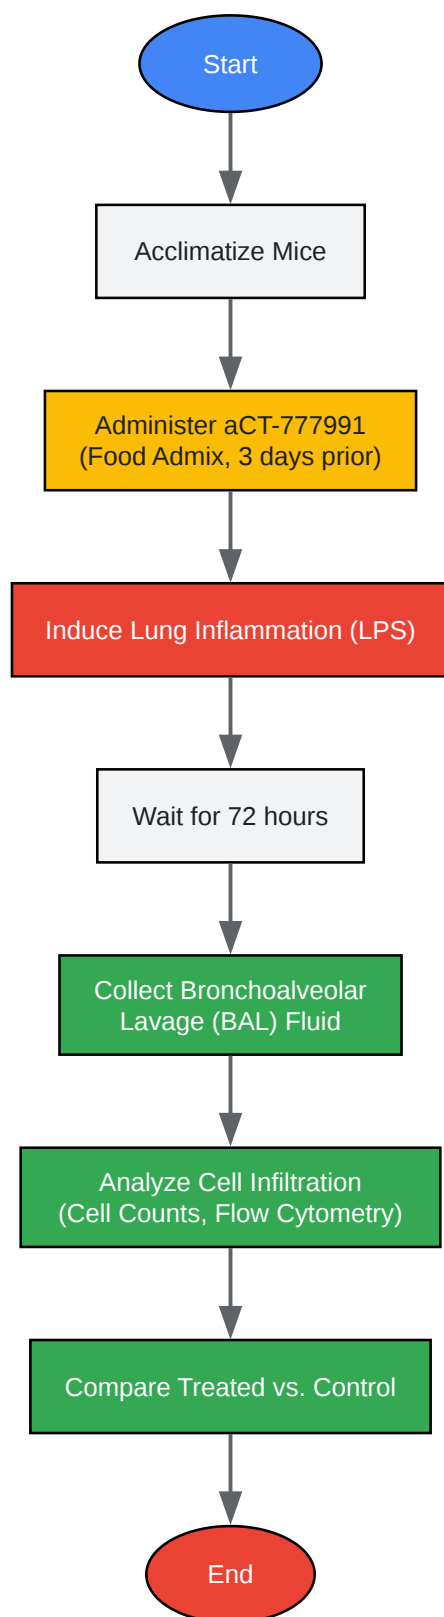 Start
Acclimatize Mice
Administer aCT-777991
(Food Admix, 3 days prior)
Induce Lung Inflammation (LPS)
Wait for 72 hours
Collect Bronchoalveolar
Lavage (BAL) Fluid
Analyze Cell Infiltration
(Cell Counts, Flow Cytometry)
Compare Treated vs. Control
End